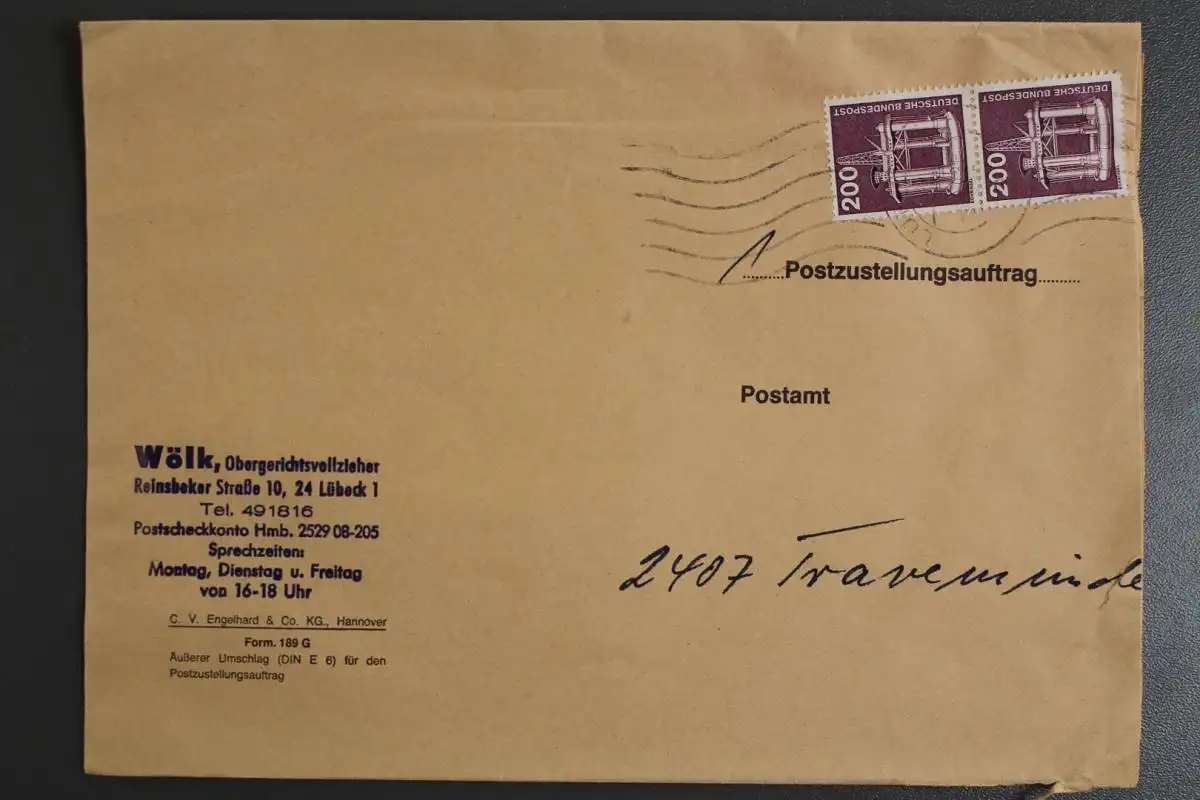 DEUTSCHE BUNDESPOST
200
DEUTSCHE BUNDESPOST
200
1 Postzustellungsauftrag
Postamt
Wölk, Obergerichtsvollzieher
Reinsbeker Straße 10, 24 Lübeck 1
Tel. 491816
Postscheckkonto Hmb. 2529 08-205
Sprechzeiten:
Montag, Dienstag u. Freitag
von 16-18 Uhr
2407 Travemünde
C. V. Engelhard & Co. KG., Hannover
Form. 189 G
Äußerer Umschlag (DIN E 6) für den
Postzustellungsauftrag